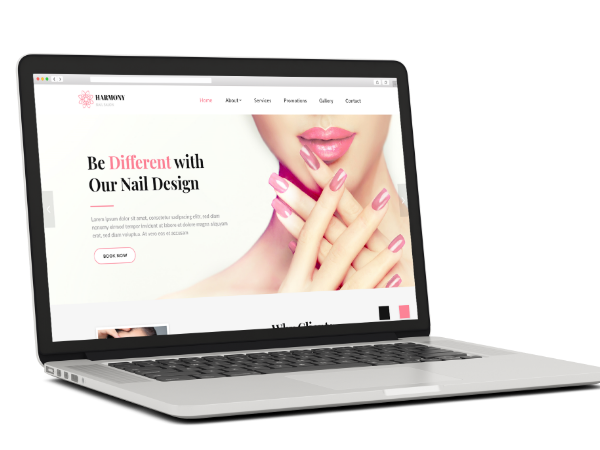 HARMONY
Home About Services Promotions Gallery Contact
Be Different with
Our Nail Design
Lorem ipsum dolor sit amet, consetetur sadipscing elitr, sed diam
nonumy eirmod tempor invidunt ut labore et dolore magna aliquyam
erat, sed diam voluptua. At vero eos et accusam
BOOK NOW